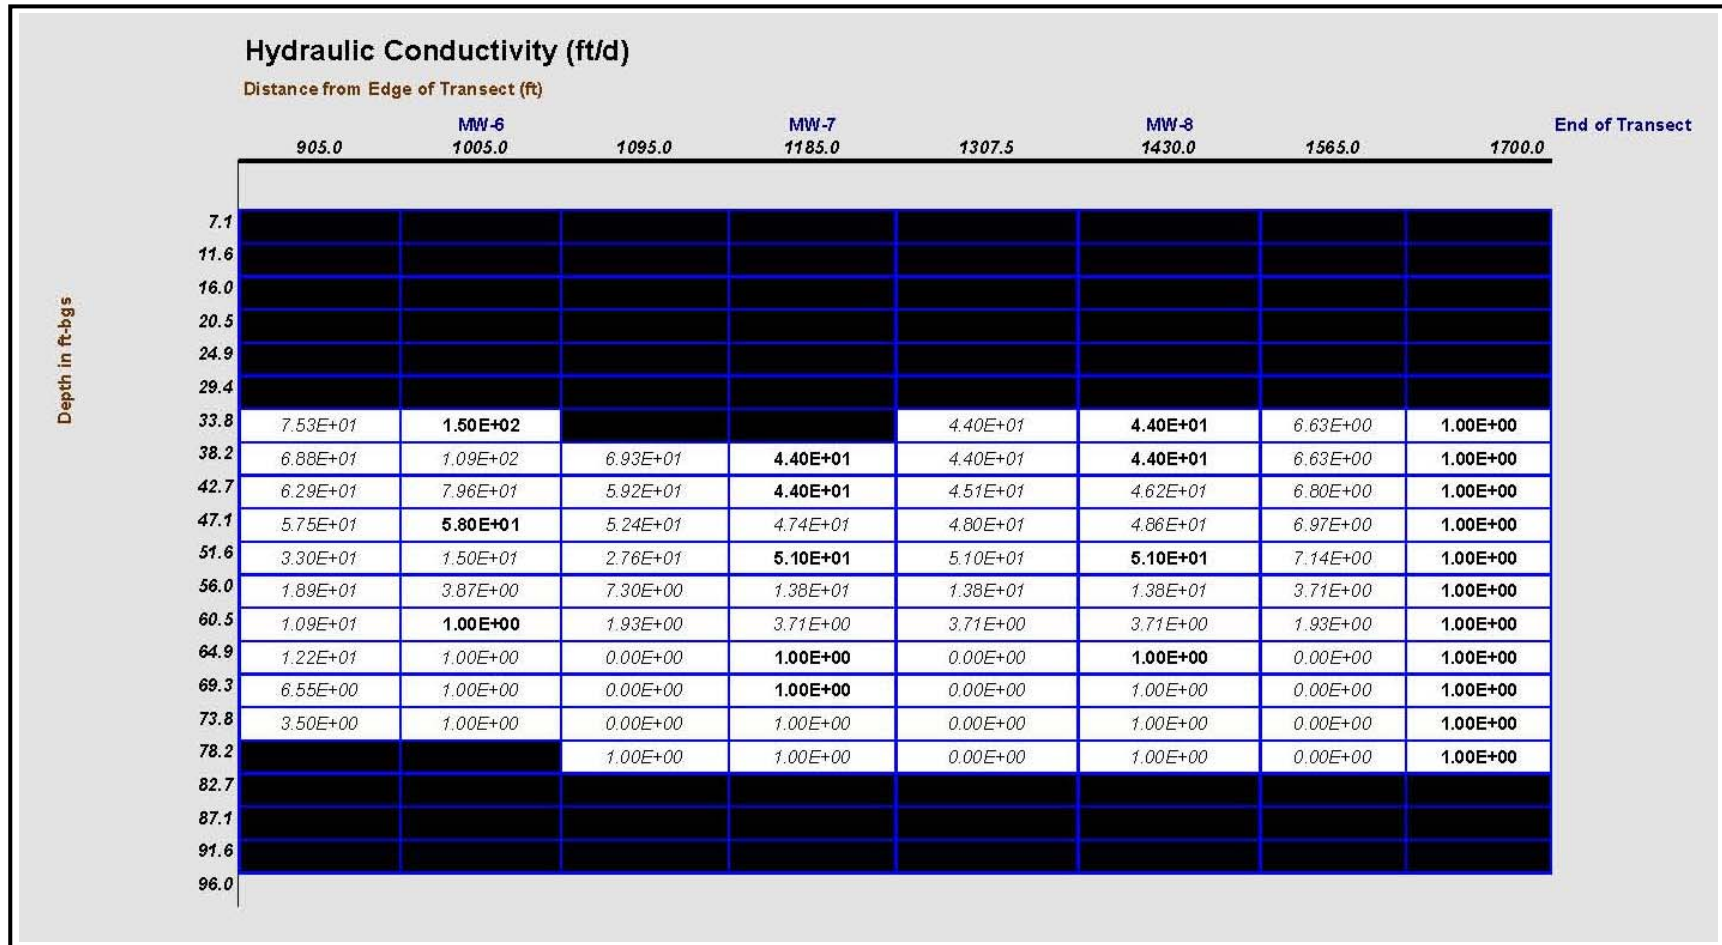 Hydraulic Conductivity (ft/d)
Distance from Edge of Transect (ft)
MW-6 MW-7 MW-8 End of Transect
905.0 1005.0 1095.0 1185.0 1307.5 1430.0 1565.0 1700.0
Depth in ft-bgs
7.1
11.6
16.0
20.5
24.9
29.4
33.8 7.53E+01 1.50E+02 4.40E+01 4.40E+01 6.63E+00 1.00E+00
38.2 6.88E+01 1.09E+02 6.93E+01 4.40E+01 4.40E+01 4.40E+01 6.63E+00 1.00E+00
42.7 6.29E+01 7.96E+01 5.92E+01 4.40E+01 4.51E+01 4.62E+01 6.80E+00 1.00E+00
47.1 5.75E+01 5.80E+01 5.24E+01 4.74E+01 4.80E+01 4.86E+01 6.97E+00 1.00E+00
51.6 3.30E+01 1.50E+01 2.76E+01 5.10E+01 5.10E+01 5.10E+01 7.14E+00 1.00E+00
56.0 1.89E+01 3.87E+00 7.30E+00 1.38E+01 1.38E+01 1.38E+01 3.71E+00 1.00E+00
60.5 1.09E+01 1.00E+00 1.93E+00 3.71E+00 3.71E+00 3.71E+00 1.93E+00 1.00E+00
64.9 1.22E+01 1.00E+00 0.00E+00 1.00E+00 0.00E+00 1.00E+00 0.00E+00 1.00E+00
69.3 6.55E+00 1.00E+00 0.00E+00 1.00E+00 0.00E+00 1.00E+00 0.00E+00 1.00E+00
73.8 3.50E+00 1.00E+00 0.00E+00 1.00E+00 0.00E+00 1.00E+00 0.00E+00 1.00E+00
78.2 1.00E+00 1.00E+00 0.00E+00 1.00E+00 0.00E+00 1.00E+00
82.7
87.1
91.6
96.0